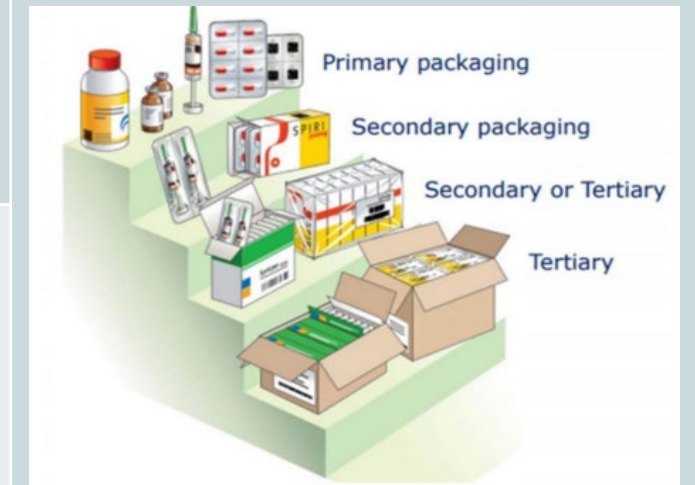 Primary packaging
SPIRI
Secondary packaging
Secondary or Tertiary
Tertiary